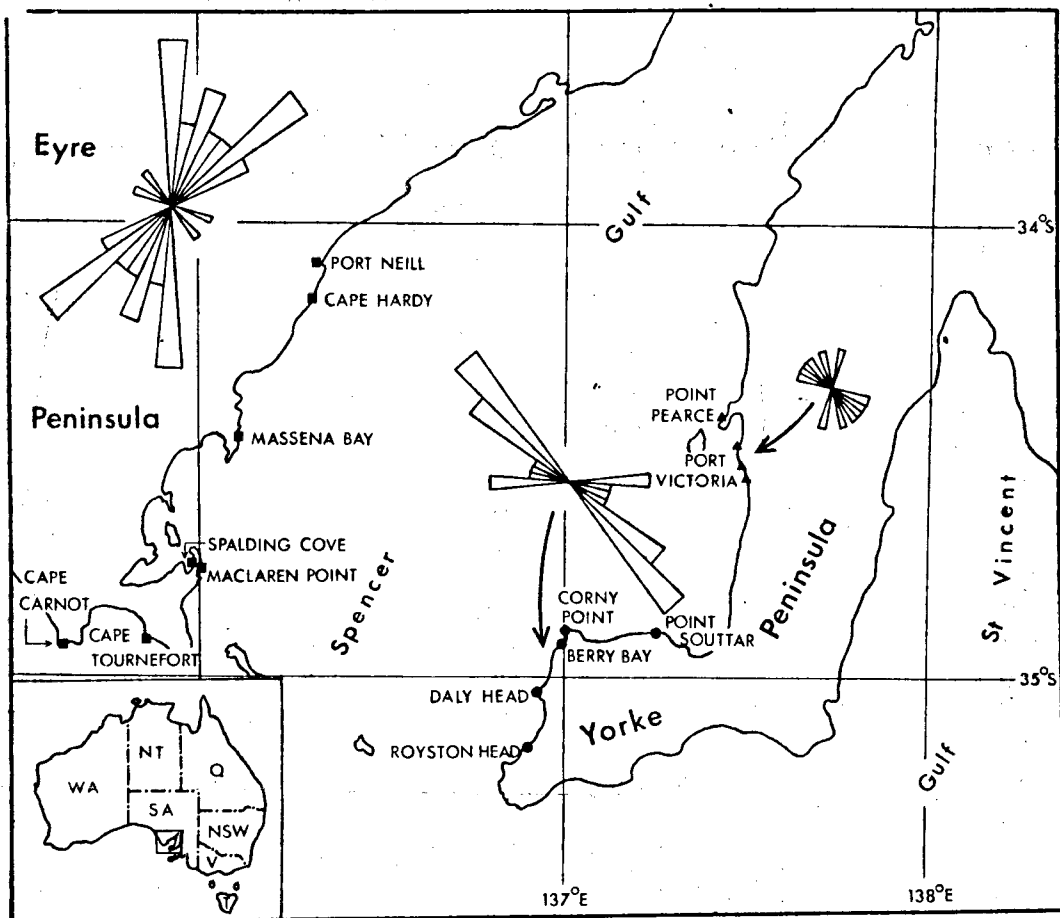 Eyre
Peninsula
Gulf
Spencer
34°S
PORT NEILL
CAPE HARDY
MASSENA BAY
POINT
PEARCE
PORT
VICTORIA
SPALDING COVE
MACLAREN POINT
CAPE
CARNOT
CAPE
TOURNEFORT
CORNY
POINT
POINT
SOUTTAR
BERRY BAY
DALY HEAD
ROYSTON HEAD
Yorke
Peninsula
St Vincent
Gulf
35°S
137°E
138°E
WA
NT
SA
Q
NSW
V
T